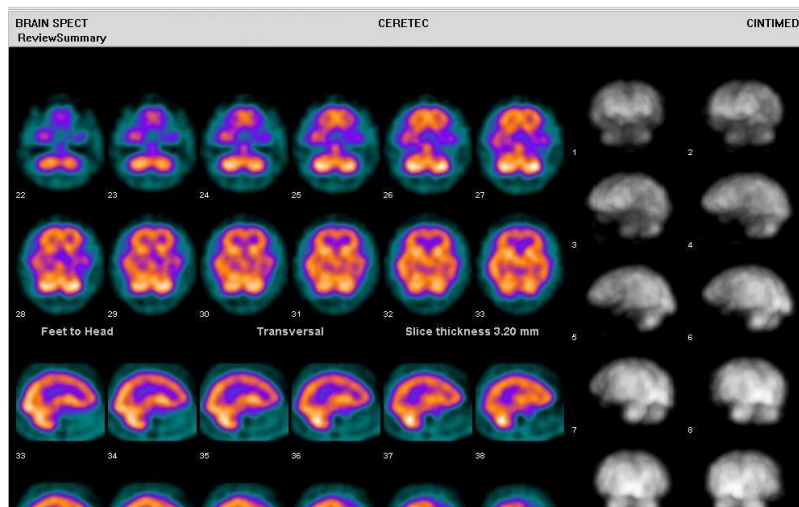 BRAIN SPECT CERETEC CINTIMED
ReviewSummary
22 23 24 25 26 27
1 2
28 29 30 31 32 33
3 4
Feet to Head Transversal Slice thickness 3.20 mm
5 6
33 34 35 36 37 38
7 8